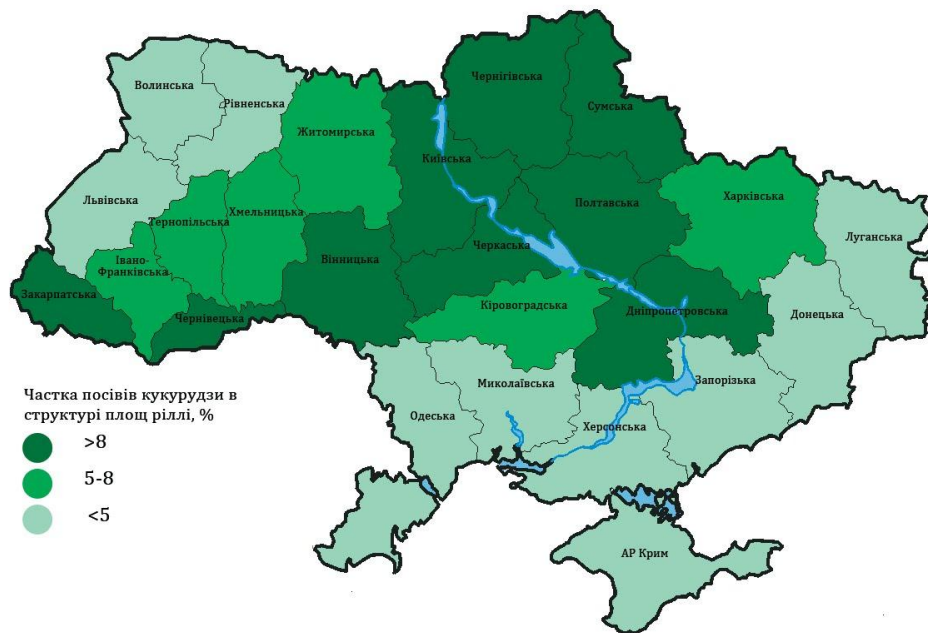 Чернігівська
Волинська
Рівненська
Сумська
Житомирська
Київська
Львівська
Тернопільська
Хмельницька
Полтавська
Харківська
Луганська
Черкаська
Вінницька
Івано-
Франківська
Закарпатська
Чернівецька
Кіровоградська
Дніпропетровська
Донецька
Миколаївська
Запорізька
Одеська
Херсонська
АР Крим
Частка посівів кукурудзи в
структурі площ ріллі, %
>8
5-8
<5